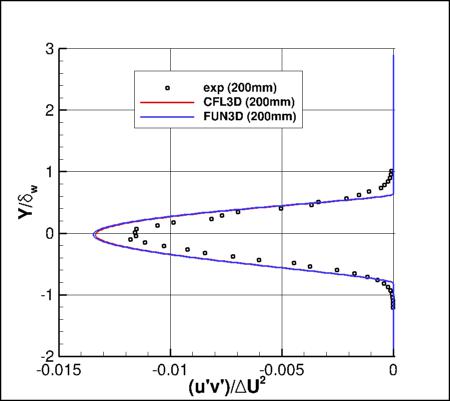 3
2
1
0
-1
-2
Y/δw
exp (200mm)
CFL3D (200mm)
FUN3D (200mm)
-0.015
-0.01
-0.005
0
(u'v')/ΔU²